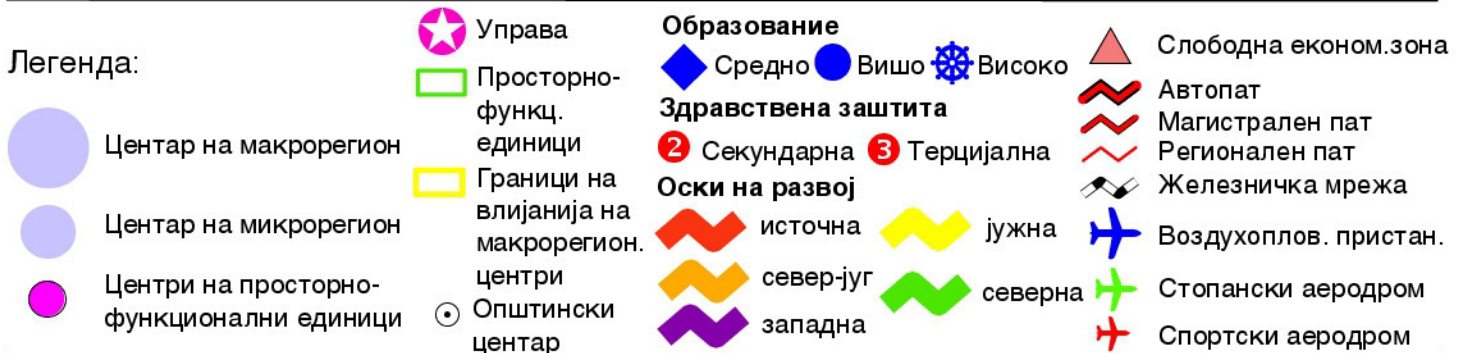 Легенда:
Центар на макрорегион
Центар на микрорегион
Центри на просторно-
функционални единици
Управа
Просторно-
функц.
единици
Граници на
влијанија на
макрорегион.
центри
Општински
центар
Образование
Средно Вишо Високо
Здравствена заштита
2 Секундарна 3 Терцијална
Оски на развој
источна јужна
север-југ северна
западна
Слободна економ.зона
Автопат
Магистрален пат
Регионален пат
Железничка мрежа
Воздухоплов. пристан.
Стопански аеродром
Спортски аеродром